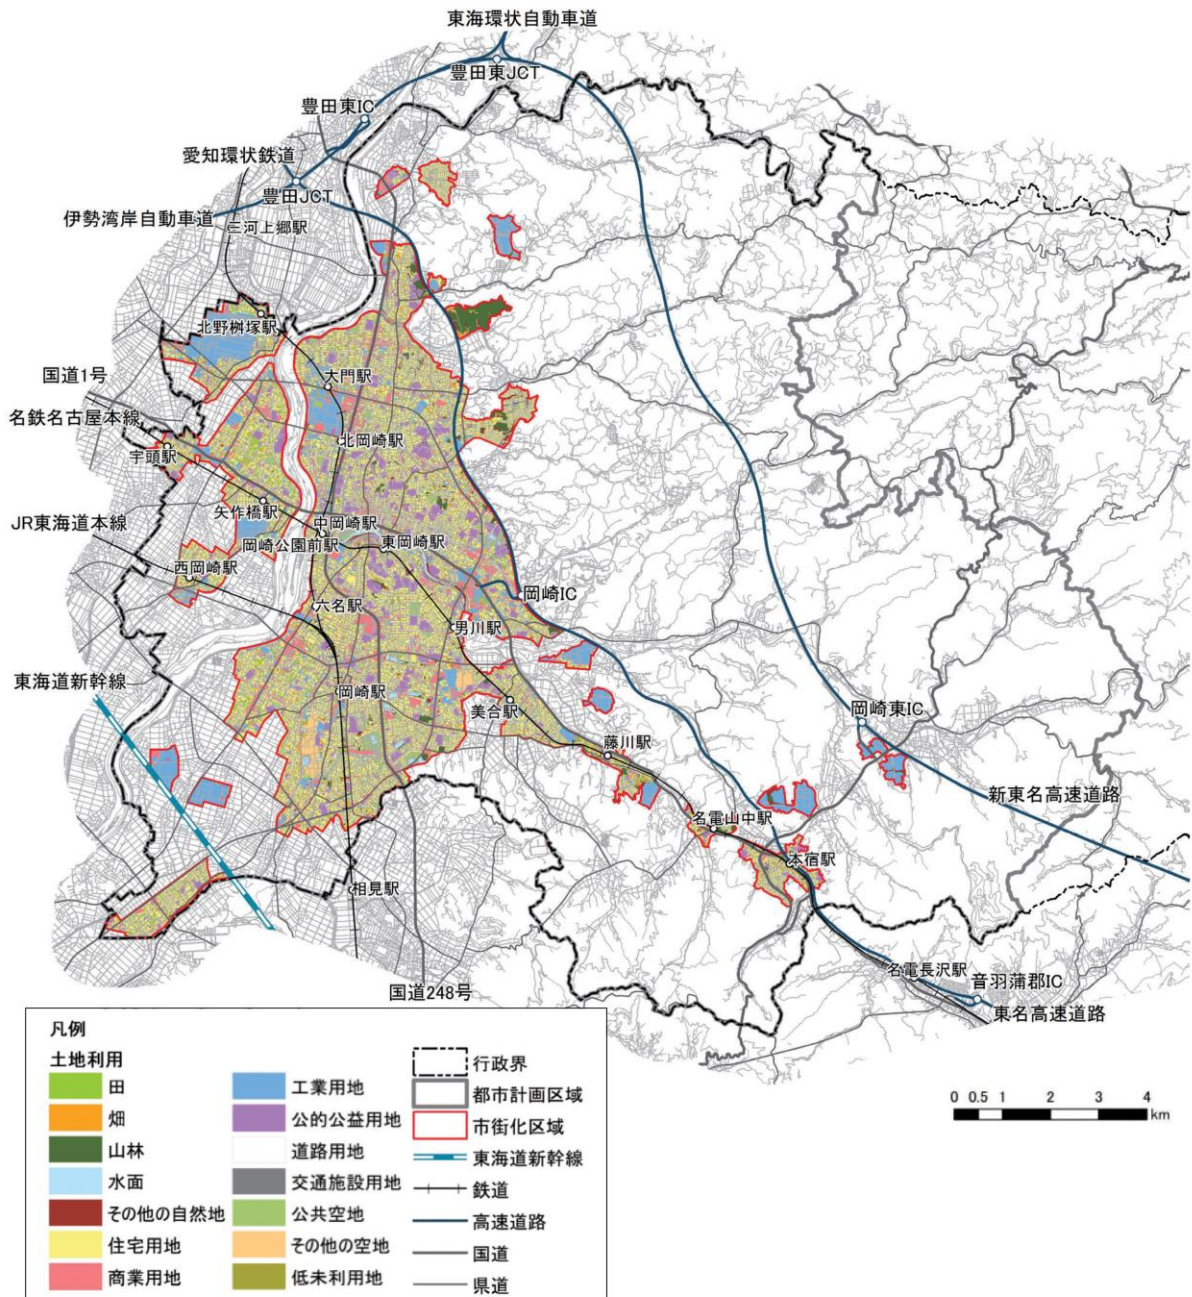 東海環状自動車道
豊田東JCT
豊田東IC
愛知環状鉄道
豊田JCT
伊勢湾岸自動車道
三河上郷駅
北野桝塚駅
国道1号
大門駅
名鉄名古屋本線
北岡崎駅
宇頭駅
矢作橋駅
JR東海道本線
中岡崎駅
岡崎公園前駅
東岡崎駅
西岡崎駅
岡崎IC
六名駅
男川駅
東海道新幹線
岡崎駅
美合駅
岡崎東IC
藤川駅
新東名高速道路
名電山中駅
本宿駅
相見駅
名電長沢駅
音羽蒲郡IC
国道248号
東名高速道路
凡例
土地利用
田
畑
山林
水面
その他の自然地
住宅用地
商業用地
工業用地
公的公益用地
道路用地
交通施設用地
公共空地
その他の空地
低未利用地
行政界
都市計画区域
市街化区域
東海道新幹線
鉄道
高速道路
国道
県道
0 0.5 1 2 3 4
km